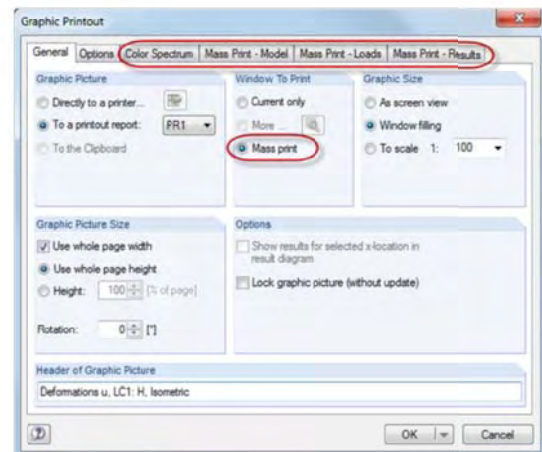 Graphic Printout
General Options Color Spectrum Mass Print - Model Mass Print - Loads Mass Print - Results
Graphic Picture
Directly to a printer...
To a printout report: PR1
To the Clipboard
Window To Print
Current only
More ...
Mass print
Graphic Size
As screen view
Window filling
To scale 1: 100
Graphic Picture Size
Use whole page width
Use whole page height
Height: 100 [% of page]
Rotation: 0 [°]
Options
Show results for selected x-location in
result diagram
Lock graphic picture (without update)
Header of Graphic Picture
Deformations u, LC1: H, Isometric
OK Cancel